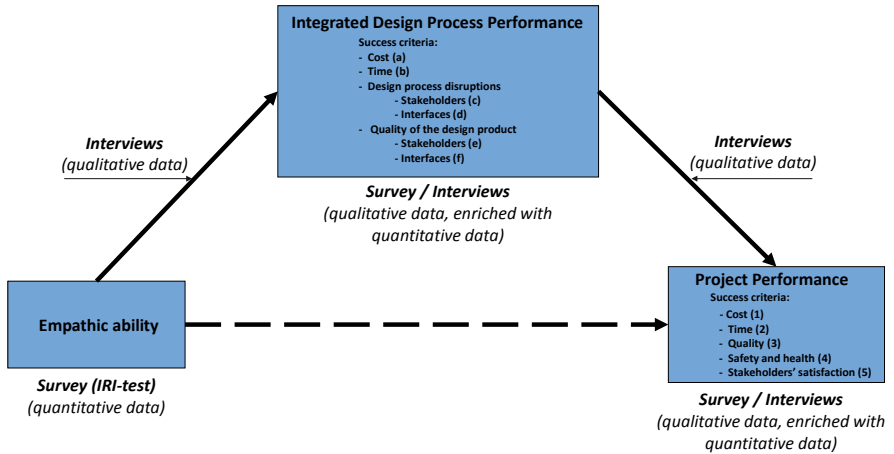 Integrated Design Process Performance
Success criteria:
- Cost (a)
- Time (b)
- Design process disruptions
- Stakeholders (c)
- Interfaces (d)
- Quality of the design product
- Stakeholders (e)
- Interfaces (f)
Interviews
(qualitative data)
Interviews
(qualitative data)
Survey / Interviews
(qualitative data, enriched with
quantitative data)
Empathic ability
Survey (IRI-test)
(quantitative data)
Project Performance
Success criteria:
- Cost (1)
- Time (2)
- Quality (3)
- Safety and health (4)
- Stakeholders' satisfaction (5)
Survey / Interviews
(qualitative data, enriched with
quantitative data)